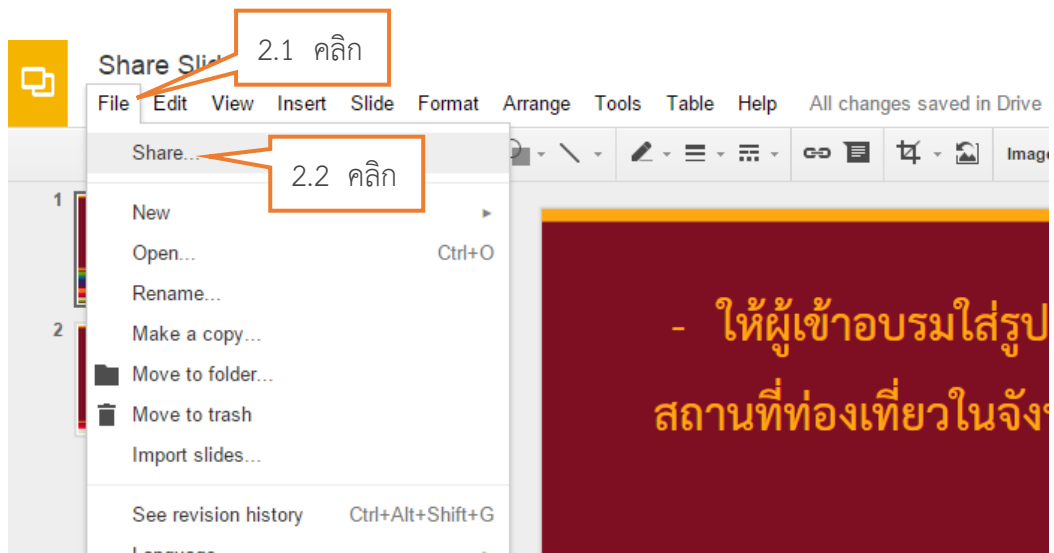 2.1 คลิก
Share Slid
File Edit View Insert Slide Format Arrange Tools Table Help All changes saved in Drive
Share...
2.2 คลิก
Image
1
New
Open... Ctrl+O
Rename...
2
Make a copy...
Move to folder...
Move to trash
Import slides...
See revision history Ctrl+Alt+Shift+G
Language
- ให้ผู้เข้าอบรมใส่รูป
สถานที่ท่องเที่ยวในจัง